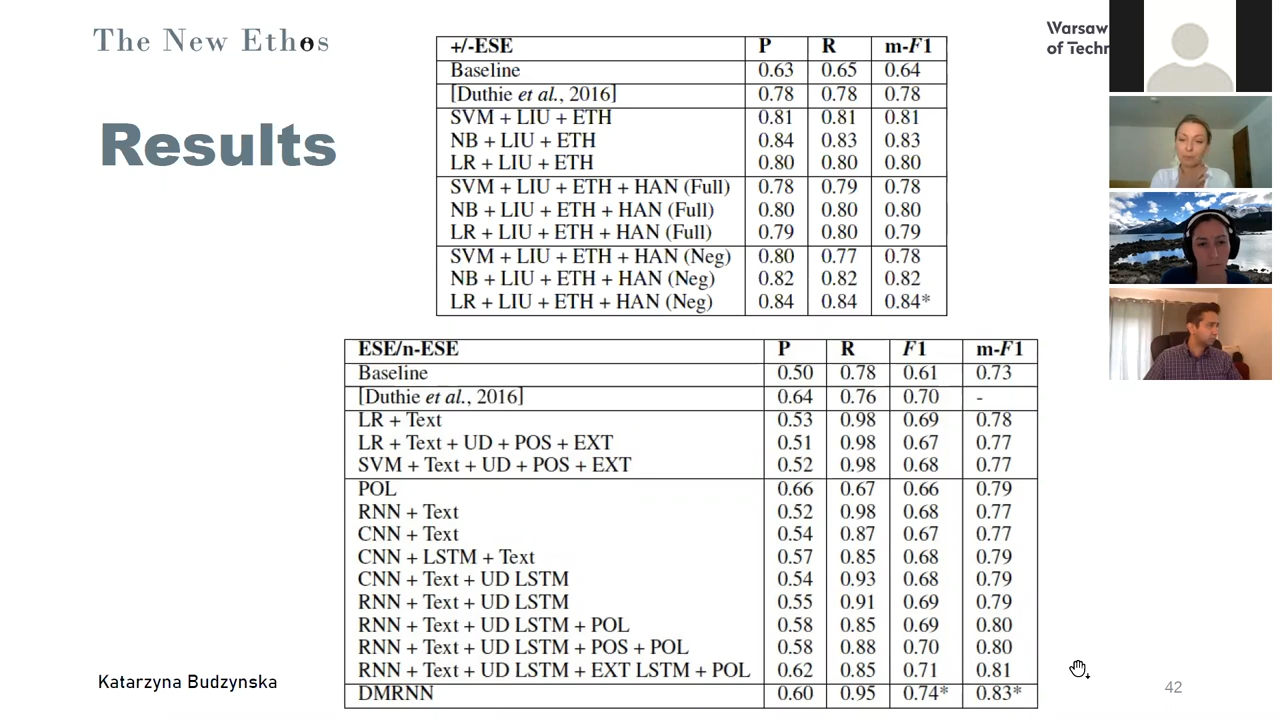 The New Ethos
Warsaw
of Techn
Results
+/-ESE P R m-F1
Baseline 0.63 0.65 0.64
[Duthie et al., 2016] 0.78 0.78 0.78
SVM + LIU + ETH 0.81 0.81 0.81
NB + LIU + ETH 0.84 0.83 0.83
LR + LIU + ETH 0.80 0.80 0.80
SVM + LIU + ETH + HAN (Full) 0.78 0.79 0.78
NB + LIU + ETH + HAN (Full) 0.80 0.80 0.80
LR + LIU + ETH + HAN (Full) 0.79 0.80 0.79
SVM + LIU + ETH + HAN (Neg) 0.80 0.77 0.78
NB + LIU + ETH + HAN (Neg) 0.82 0.82 0.82
LR + LIU + ETH + HAN (Neg) 0.84 0.84 0.84*
ESE/n-ESE P R F1 m-F1
Baseline 0.50 0.78 0.61 0.73
[Duthie et al., 2016] 0.64 0.76 0.70 -
LR + Text 0.53 0.98 0.69 0.78
LR + Text + UD + POS + EXT 0.51 0.98 0.67 0.77
SVM + Text + UD + POS + EXT 0.52 0.98 0.68 0.77
POL 0.66 0.67 0.66 0.79
RNN + Text 0.52 0.98 0.68 0.77
CNN + Text 0.54 0.87 0.67 0.77
CNN + LSTM + Text 0.57 0.85 0.68 0.79
CNN + Text + UD LSTM 0.54 0.93 0.68 0.79
RNN + Text + UD LSTM 0.55 0.91 0.69 0.79
RNN + Text + UD LSTM + POL 0.58 0.85 0.69 0.80
RNN + Text + UD LSTM + POS + POL 0.58 0.88 0.70 0.80
RNN + Text + UD LSTM + EXT LSTM + POL 0.62 0.85 0.71 0.81
DMRNN 0.60 0.95 0.74* 0.83*
Katarzyna Budzynska
42